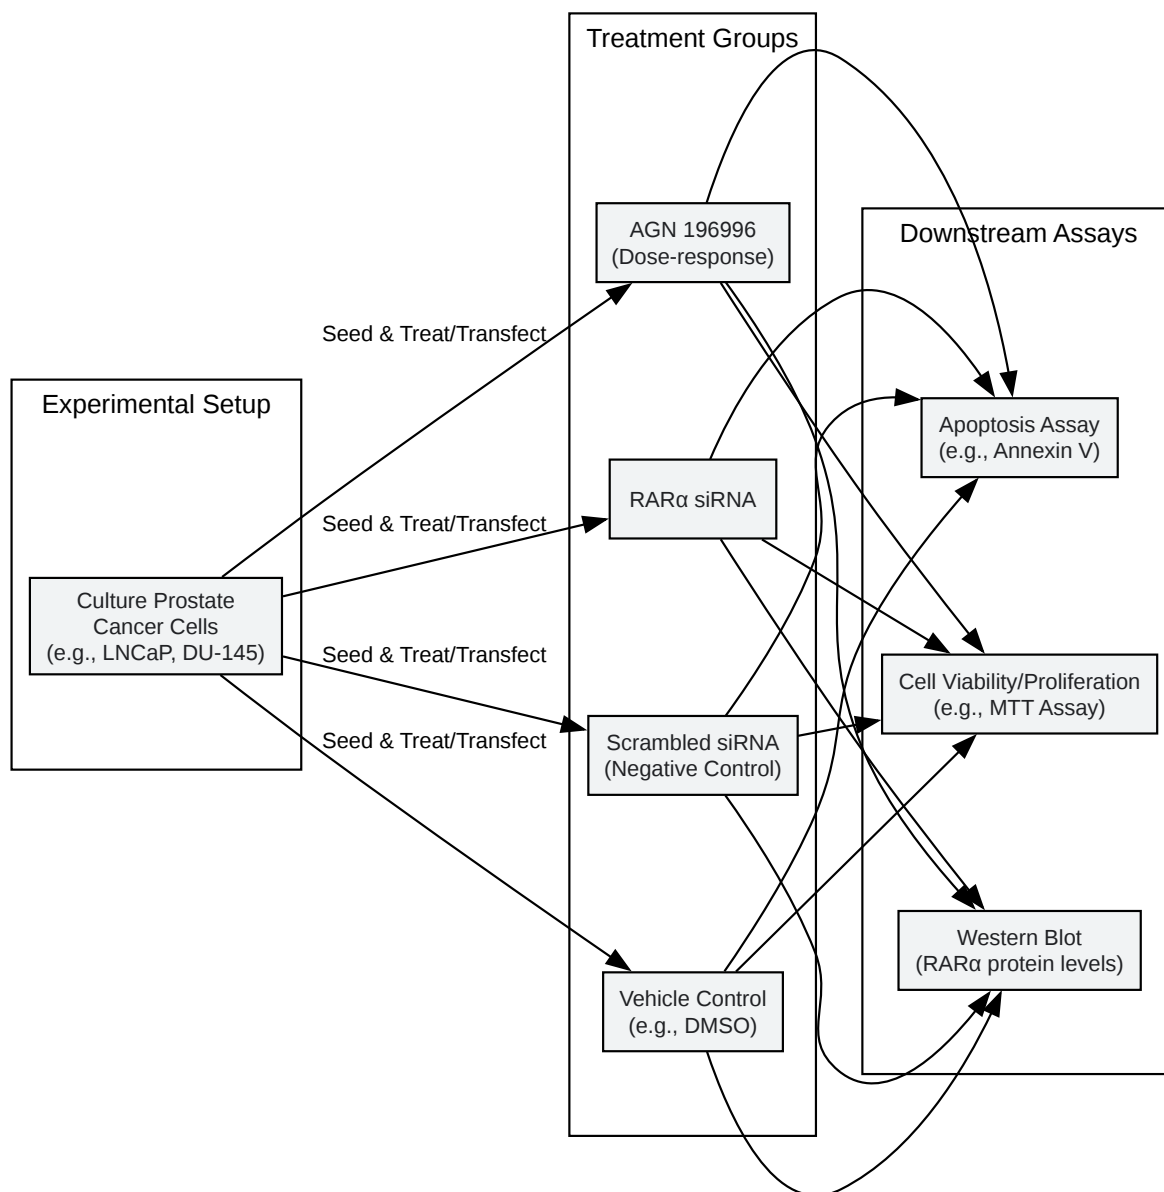 Treatment Groups
AGN 196996
(Dose-response)
Downstream Assays
Seed & Treat/Transfect
Experimental Setup
Apoptosis Assay
(e.g., Annexin V)
RARα siRNA
Seed & Treat/Transfect
Culture Prostate
Cancer Cells
(e.g., LNCaP, DU-145)
Seed & Treat/Transfect
Cell Viability/Proliferation
(e.g., MTT Assay)
Scrambled siRNA
(Negative Control)
Seed & Treat/Transfect
Western Blot
(RARα protein levels)
Vehicle Control
(e.g., DMSO)